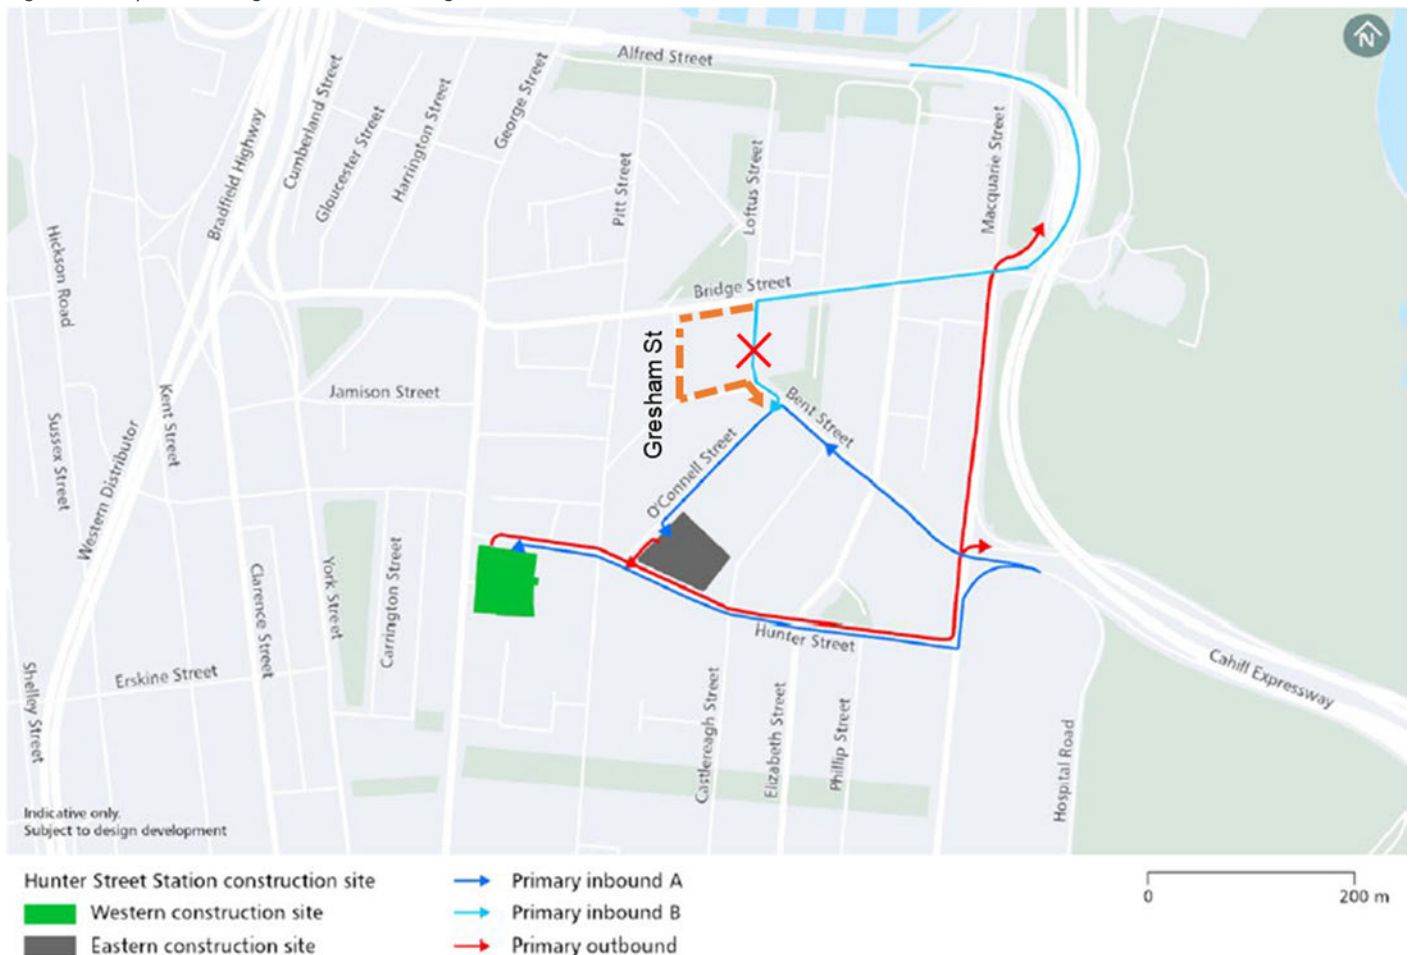 N
Alfred Street
Bradfield Highway
Cumberland Street
Gloucester Street
Harrington Street
George Street
Pitt Street
Loftus Street
Macquarie Street
Hickson Road
Bridge Street
Gresham St
Jamison Street
Kent Street
Sussex Street
Western Distributor
Bent Street
O'Connell Street
York Street
Clarence Street
Carrington Street
Hunter Street
Erskine Street
Shelley Street
Castlereagh Street
Elizabeth Street
Phillip Street
Hospital Road
Cahill Expressway
Indicative only.
Subject to design development
Hunter Street Station construction site
Western construction site
Eastern construction site
Primary inbound A
Primary inbound B
Primary outbound
0 200 m